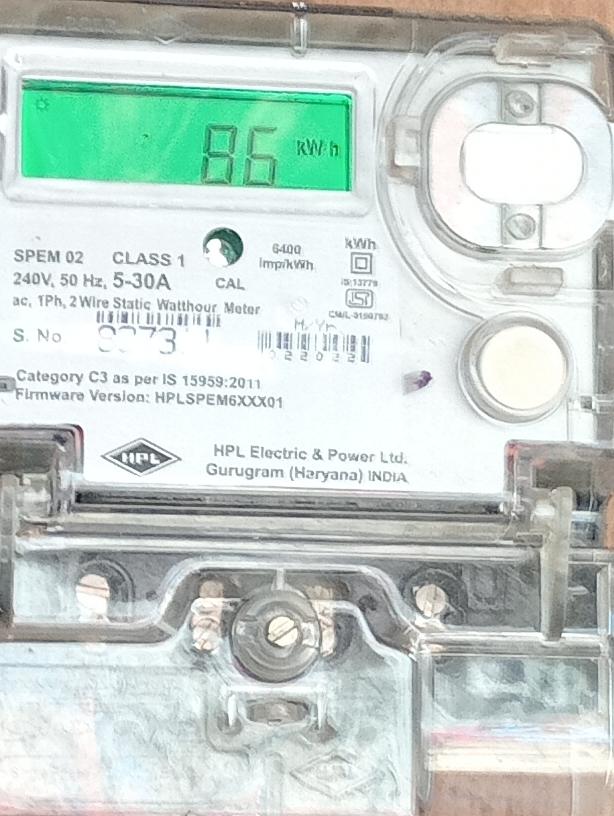 86 kWh
SPEM 02 CLASS 1
6400
imp/kWh
kWh
240V, 50 Hz, 5-30A
CAL
IS:13779
ac, 1Ph, 2 Wire Static Watthour Meter
S. No
M/Yr.
Category C3 as per IS 15959:2011
Firmware Version: HPLSPEM6XXX01
HPL
HPL Electric & Power Ltd.
Gurugram (Haryana) INDIA
HPL